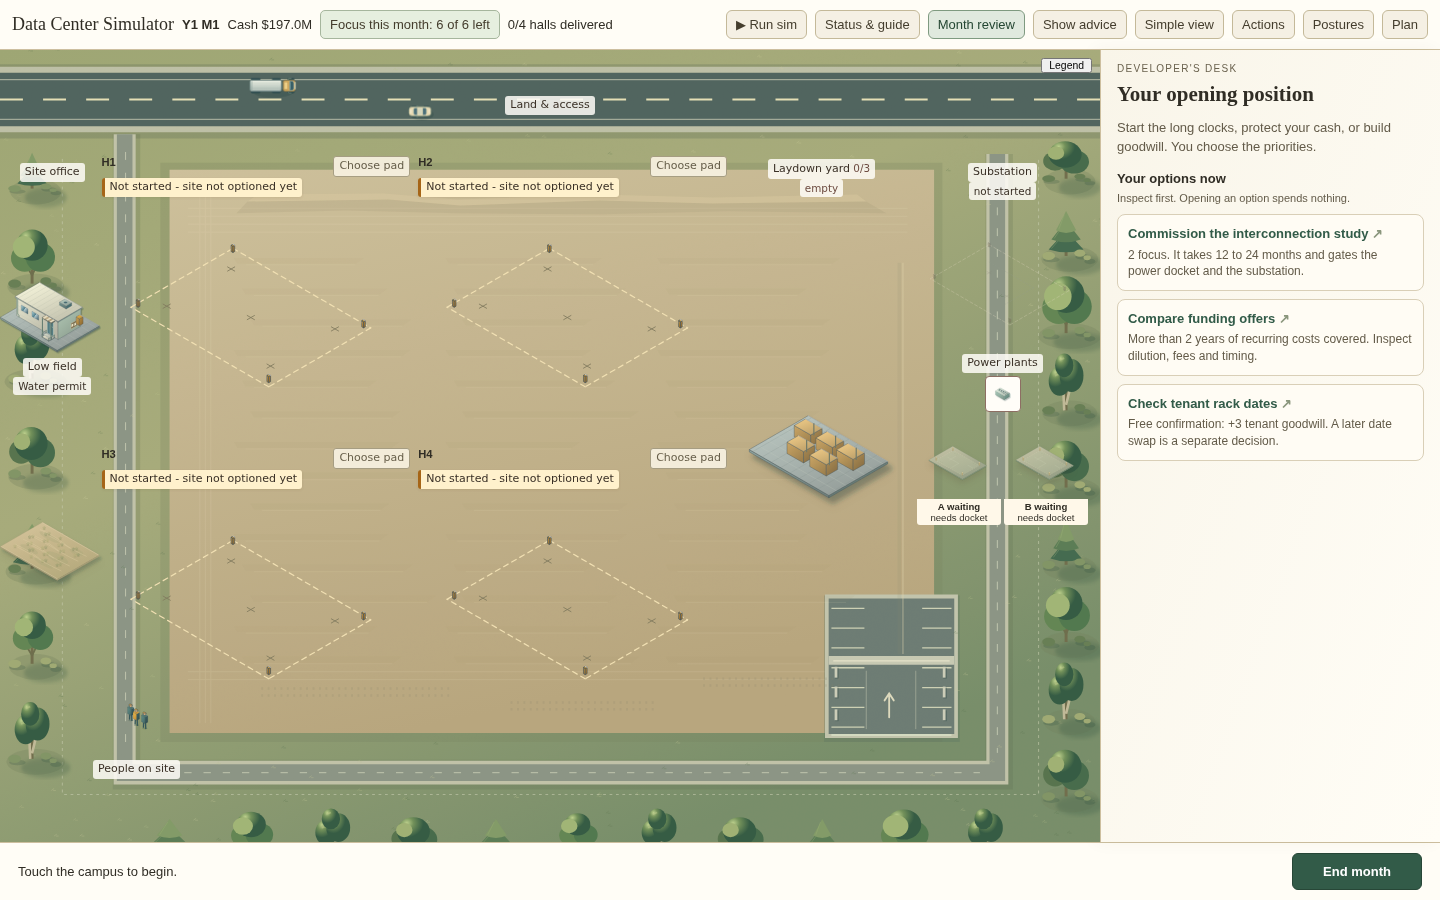 Data Center Simulator Y1 M1 Cash $197.0M Focus this month: 6 of 6 left 0/4 halls delivered ▶ Run sim Status & guide Month review Show advice Simple view Actions Postures Plan
Legend
Land & access
Site office
H1 Choose pad
Not started - site not optioned yet
H2 Choose pad
Not started - site not optioned yet
Laydown yard 0/3
empty
Substation
not started
Low field
Water permit
Power plants
H3 Choose pad
Not started - site not optioned yet
H4 Choose pad
Not started - site not optioned yet
A waiting
needs docket
B waiting
needs docket
People on site
DEVELOPER'S DESK
Your opening position
Start the long clocks, protect your cash, or build
goodwill. You choose the priorities.
Your options now
Inspect first. Opening an option spends nothing.
Commission the interconnection study ↗
2 focus. It takes 12 to 24 months and gates the
power docket and the substation.
Compare funding offers ↗
More than 2 years of recurring costs covered. Inspect
dilution, fees and timing.
Check tenant rack dates ↗
Free confirmation: +3 tenant goodwill. A later date
swap is a separate decision.
Touch the campus to begin.
End month